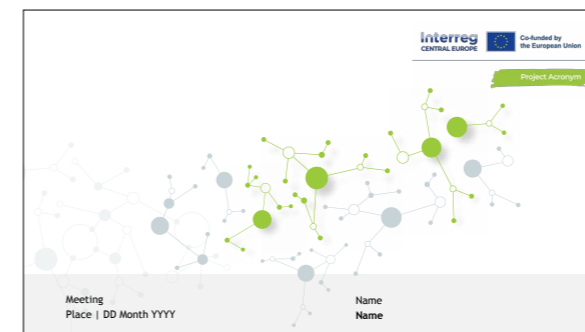 Interreg
CENTRAL EUROPE
Co-funded by
the European Union
Project Acronym
Meeting
Place | DD Month YYYY
Name
Name